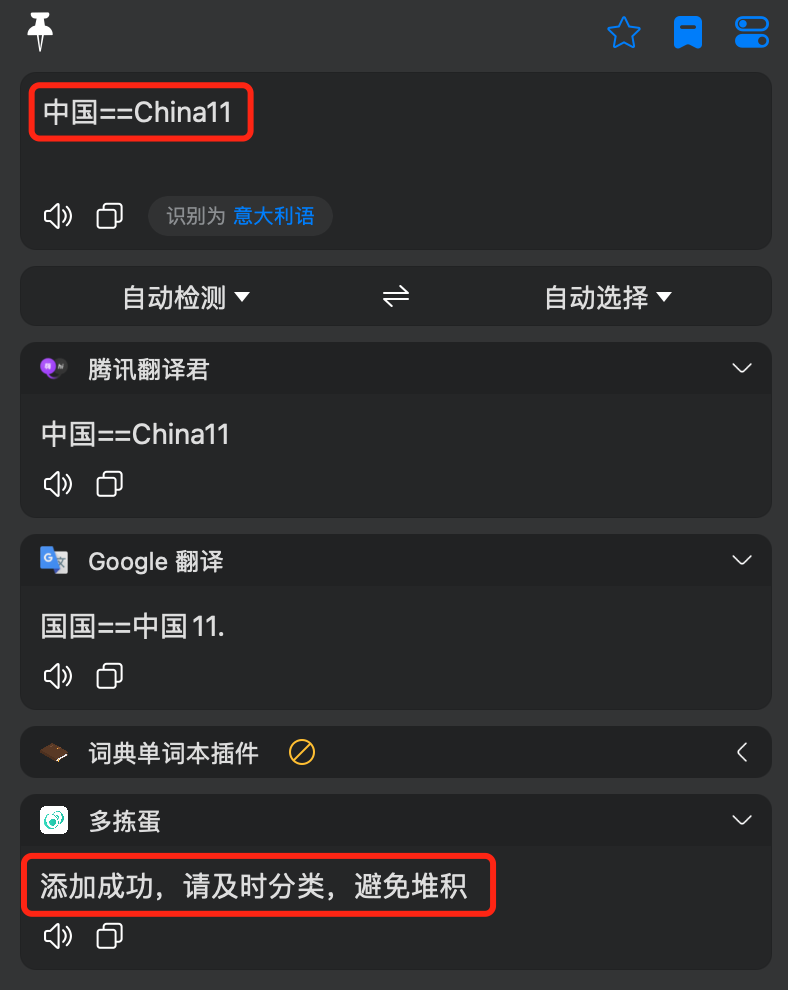 中国==China11
识别为 意大利语
自动检测 自动选择
腾讯翻译君
中国==China11
Google 翻译
国国==中国 11.
词典单词本插件
多拣蛋
添加成功，请及时分类，避免堆积